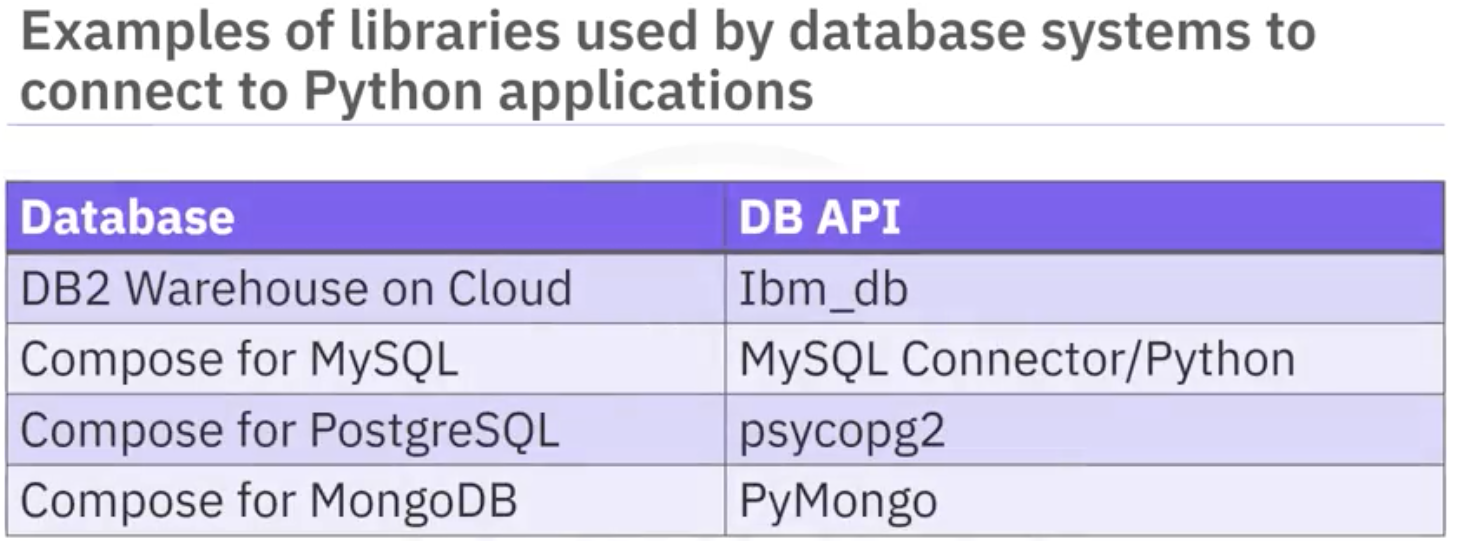 Examples of libraries used by database systems to
connect to Python applications
Database DB API
DB2 Warehouse on Cloud Ibm_db
Compose for MySQL MySQL Connector/Python
Compose for PostgreSQL psycopg2
Compose for MongoDB PyMongo